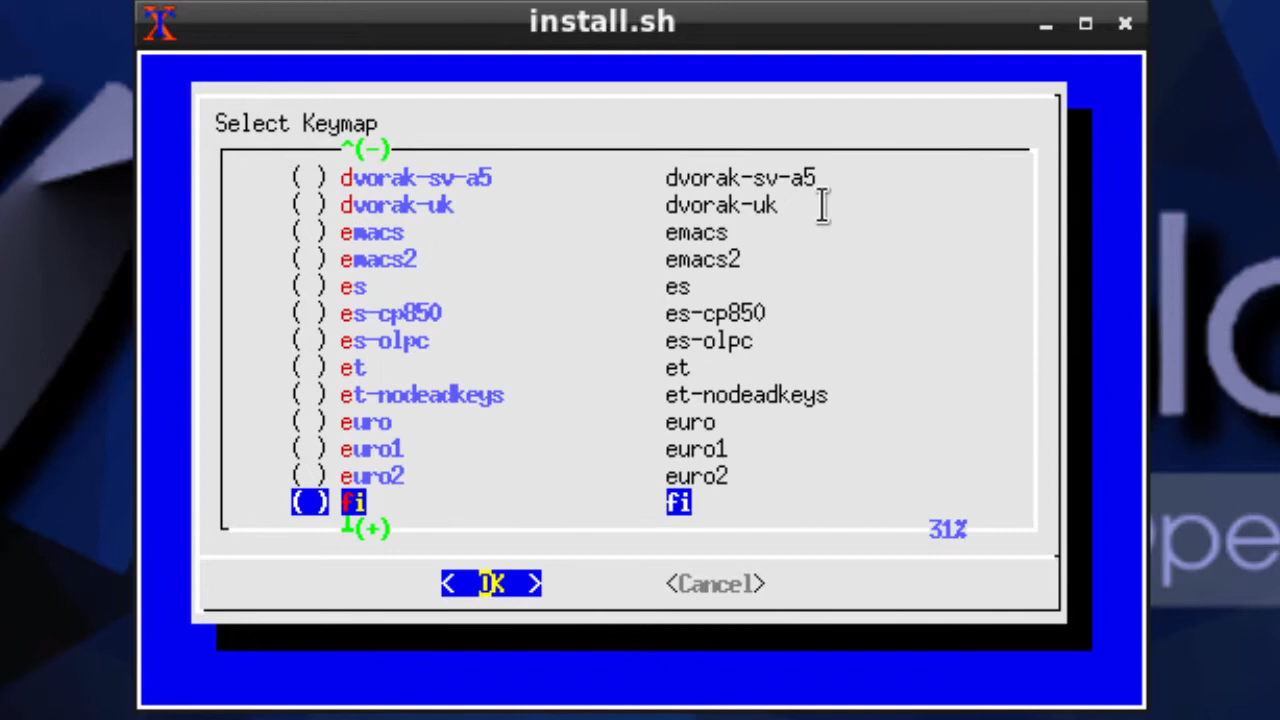 install.sh
Select Keymap
^(-)
( ) dvorak-sv-a5 dvorak-sv-a5
( ) dvorak-uk dvorak-uk
( ) emacs emacs
( ) emacs2 emacs2
( ) es es
( ) es-cp850 es-cp850
( ) es-olpc es-olpc
( ) et et
( ) et-nodeadkeys et-nodeadkeys
( ) euro euro
( ) euro1 euro1
( ) euro2 euro2
( ) fi fi
┴(+) 31%
< OK > <Cancel>
lo
pe